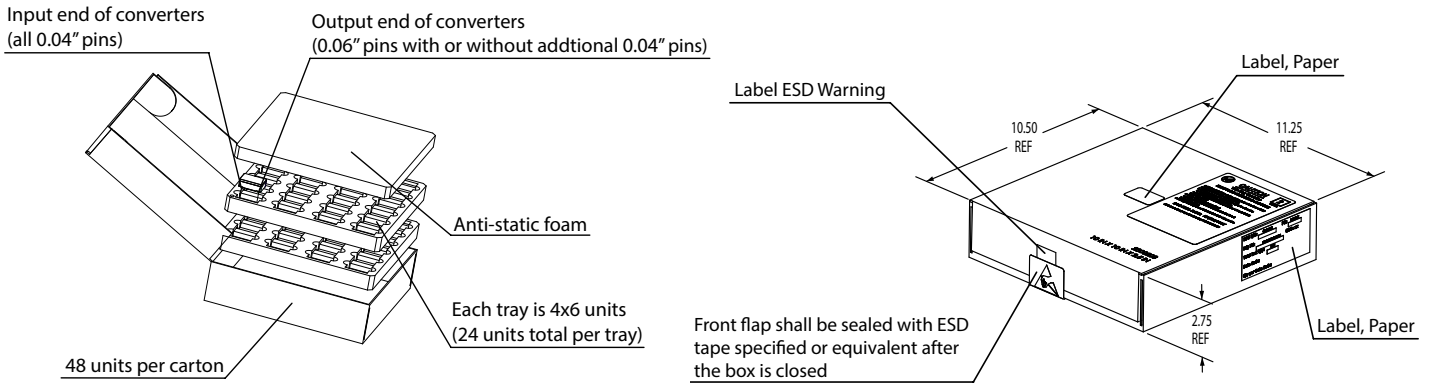 Input end of converters
(all 0.04” pins)
Output end of converters
(0.06” pins with or without addtional 0.04” pins)
Anti-static foam
Each tray is 4x6 units
(24 units total per tray)
48 units per carton
Label, Paper
Label ESD Warning
10.50
REF
11.25
REF
2.75
REF
Label, Paper
Front flap shall be sealed with ESD
tape specified or equivalent after
the box is closed